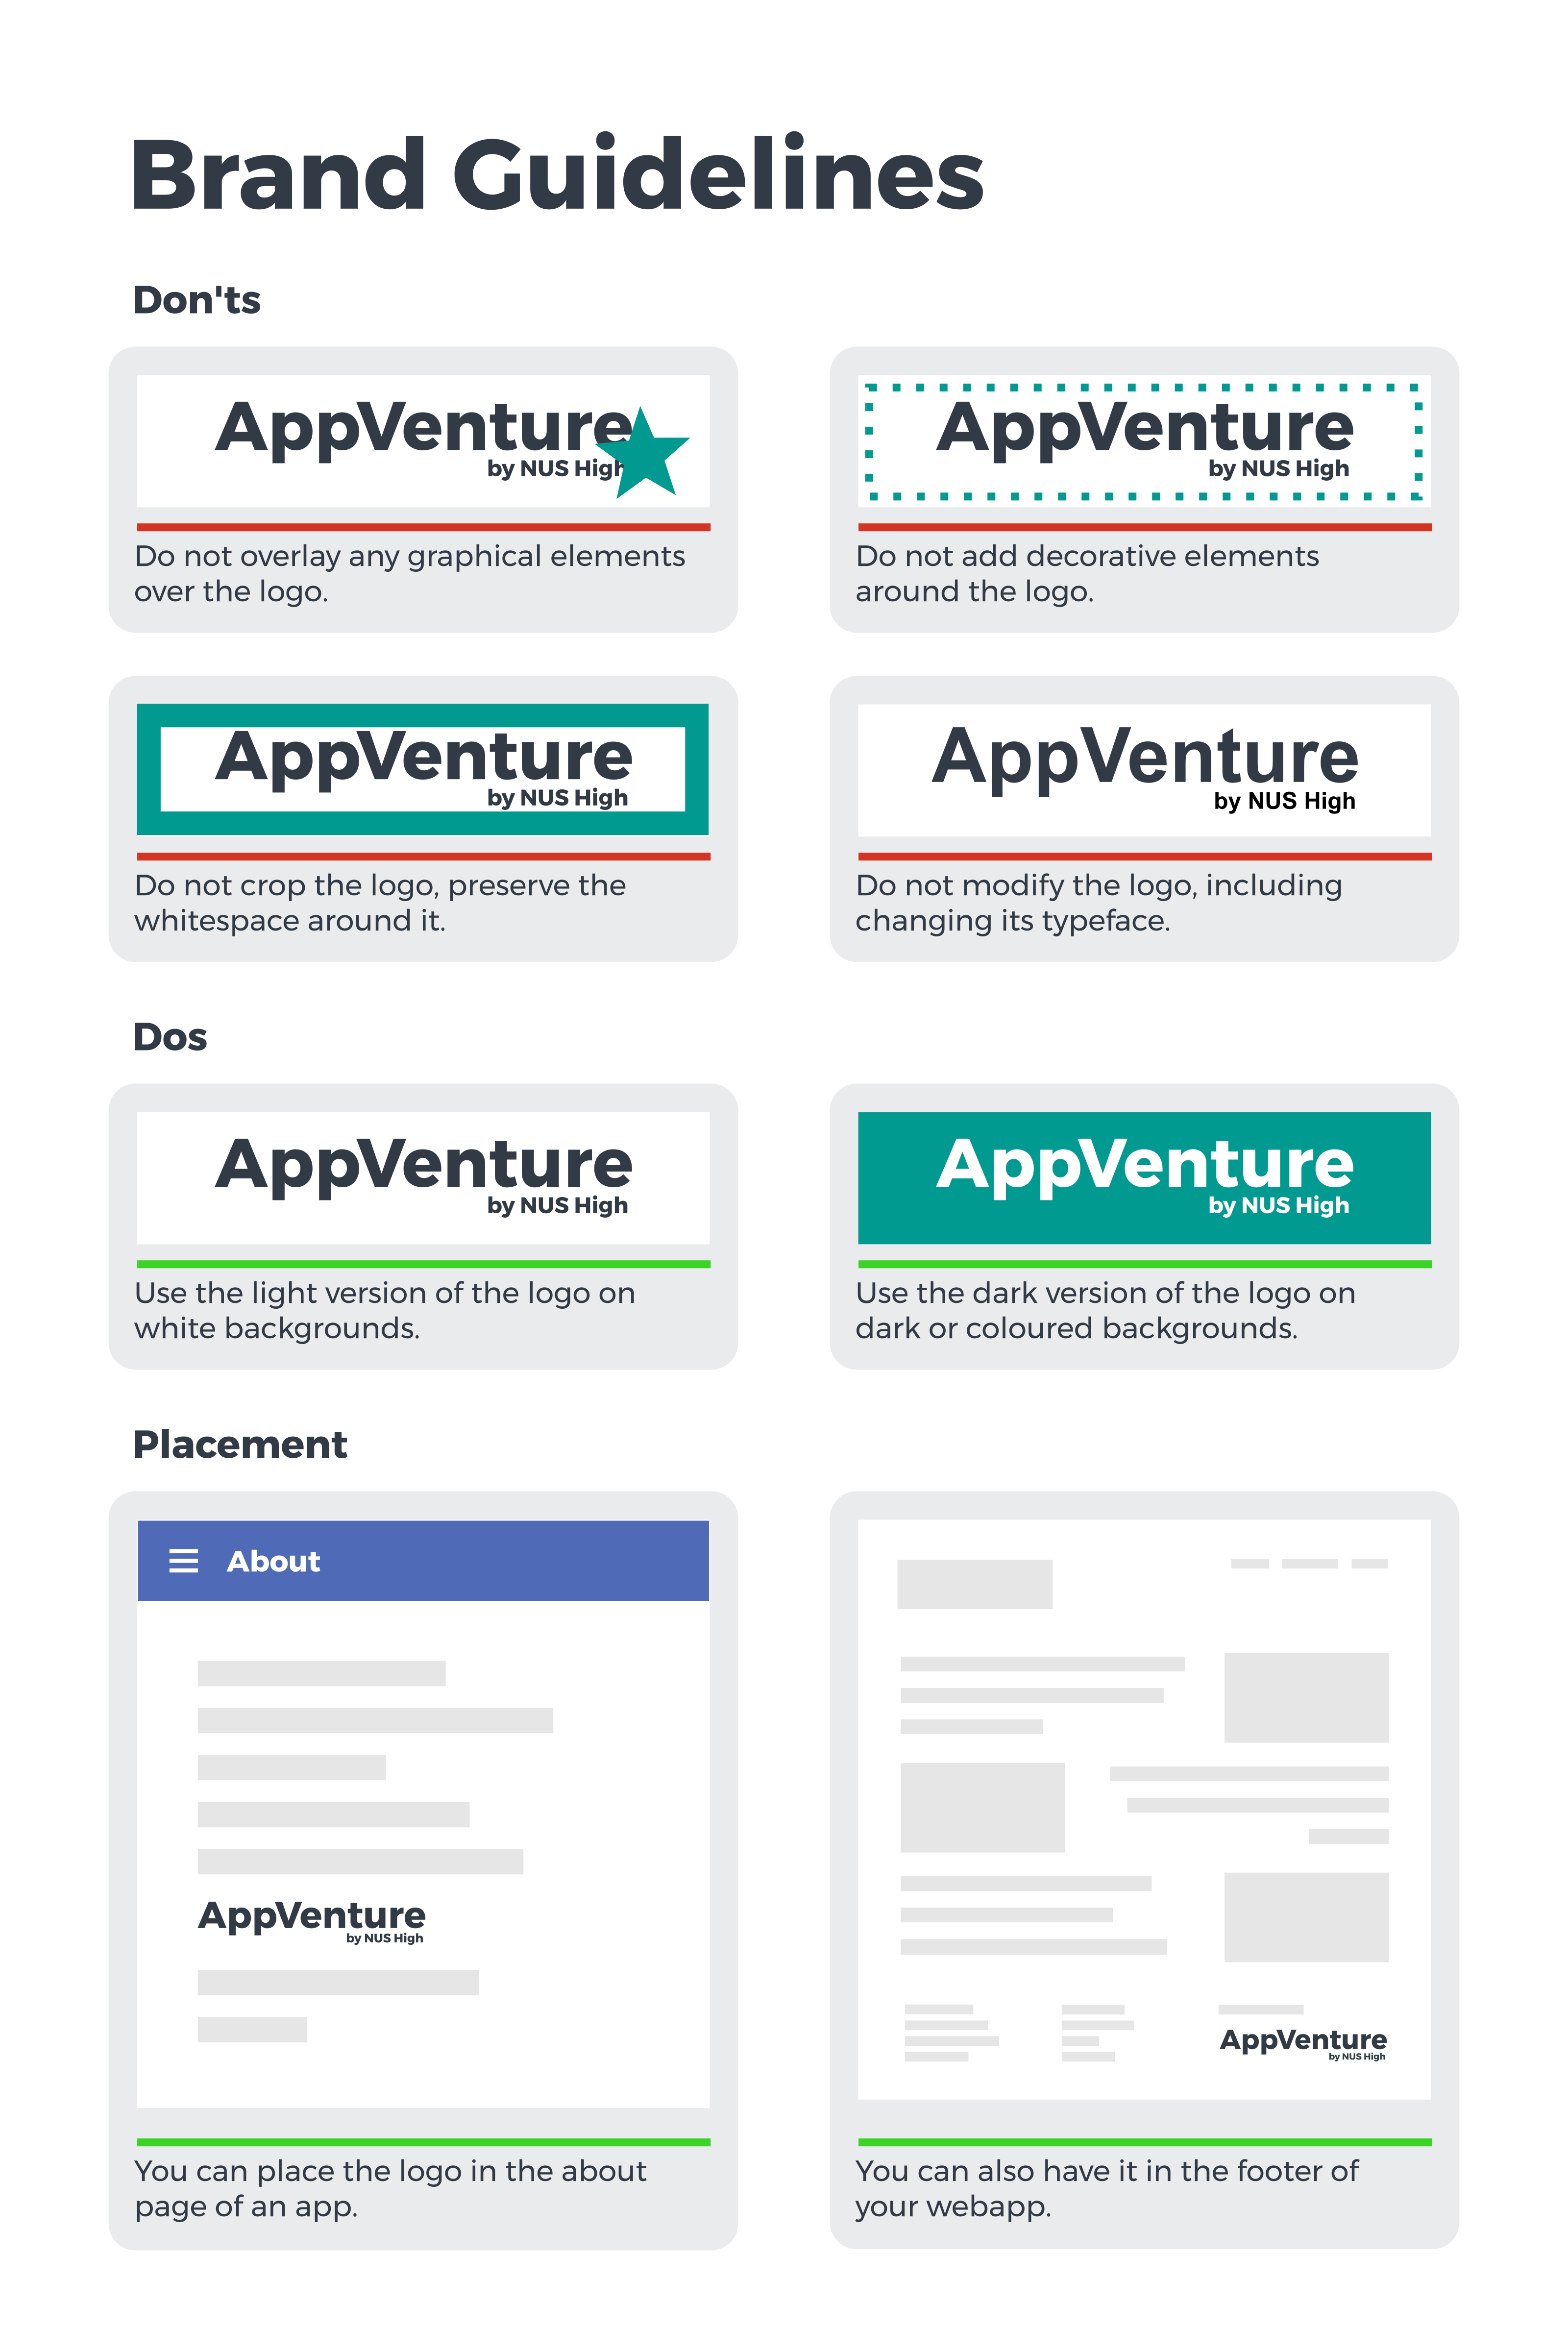 Brand Guidelines
Don'ts
AppVenture
by NUS High
Do not overlay any graphical elements
over the logo.
AppVenture
by NUS High
Do not add decorative elements
around the logo.
AppVenture
by NUS High
Do not crop the logo, preserve the
whitespace around it.
AppVenture
by NUS High
Do not modify the logo, including
changing its typeface.
Dos
AppVenture
by NUS High
Use the light version of the logo on
white backgrounds.
AppVenture
by NUS High
Use the dark version of the logo on
dark or coloured backgrounds.
Placement
About
AppVenture
by NUS High
You can place the logo in the about
page of an app.
AppVenture
by NUS High
You can also have it in the footer of
your webapp.